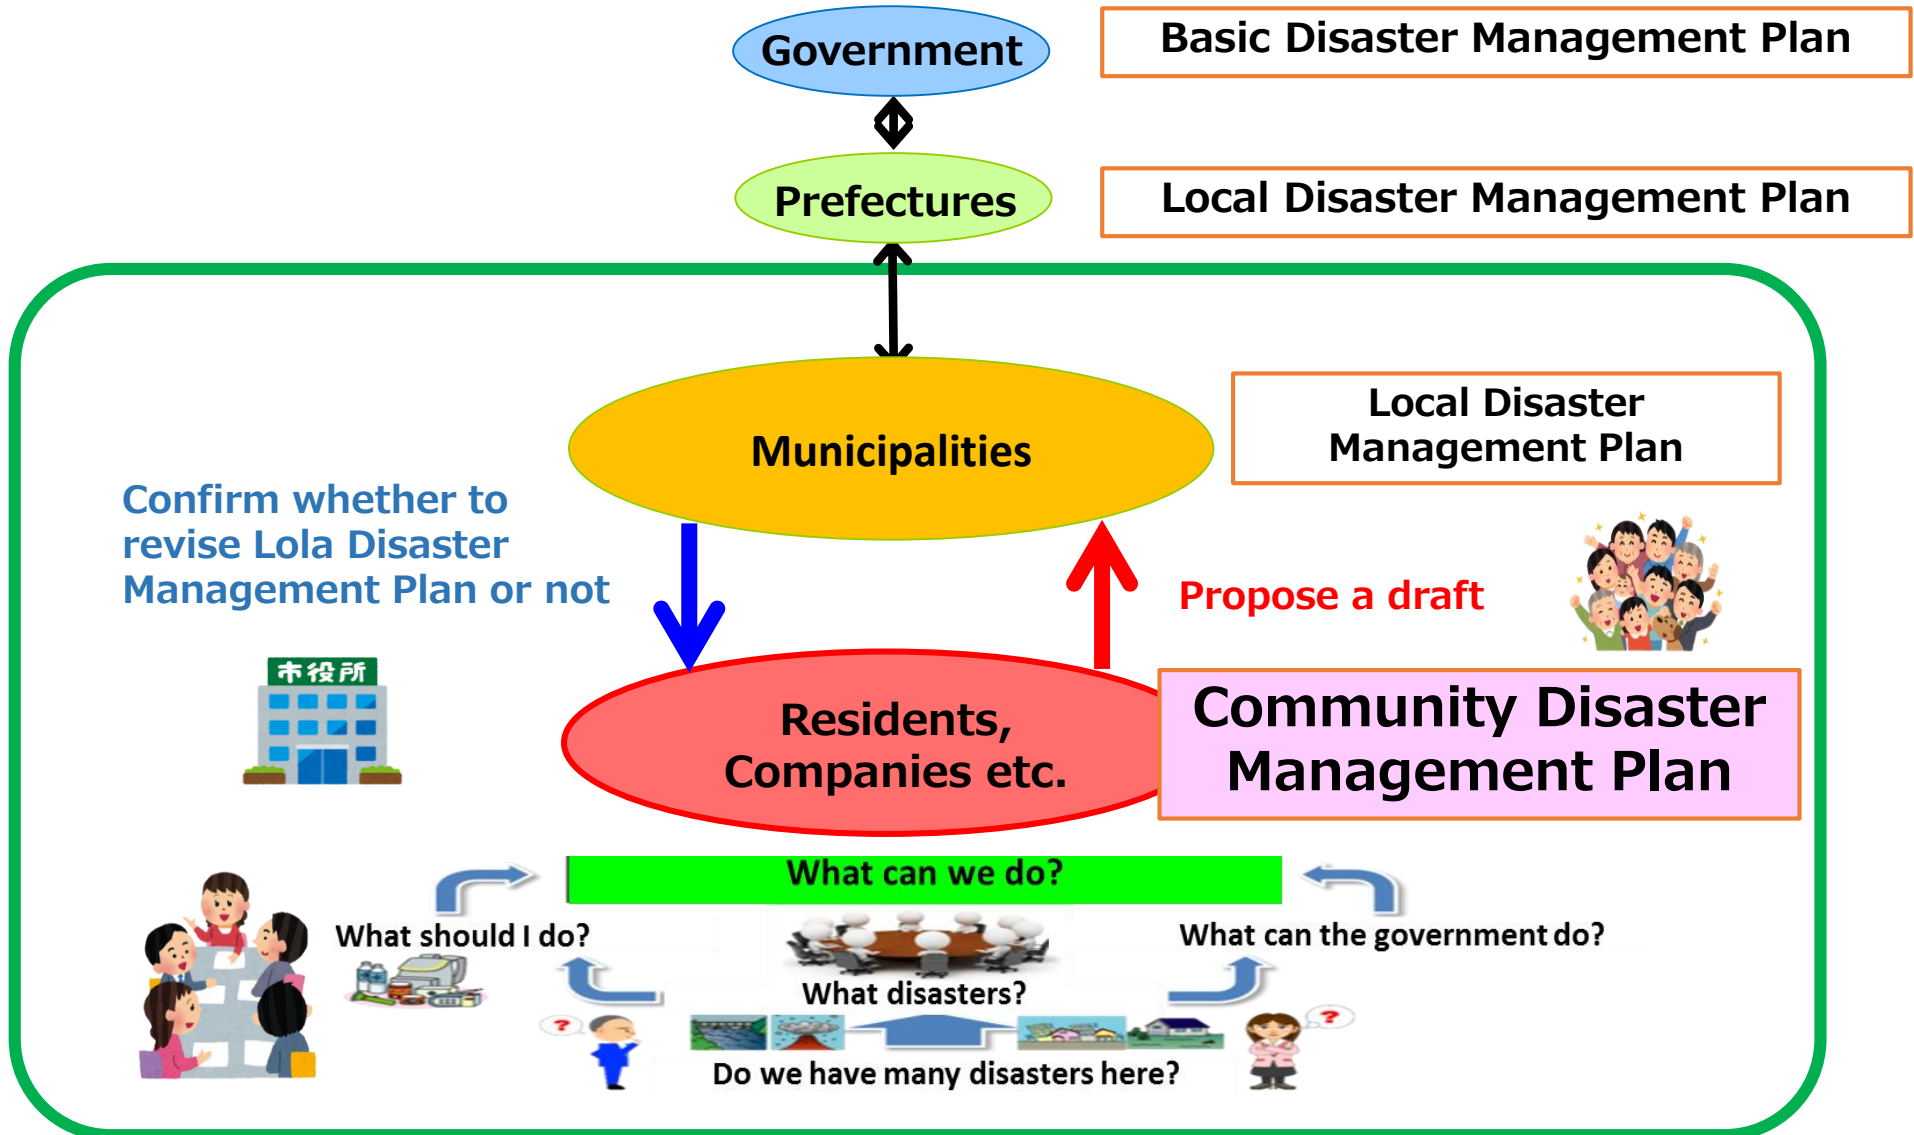 Government
Basic Disaster Management Plan
Prefectures
Local Disaster Management Plan
Municipalities
Local Disaster
Management Plan
Confirm whether to
revise Lola Disaster
Management Plan or not
Propose a draft
市役所
Residents,
Companies etc.
Community Disaster
Management Plan
What can we do?
What should I do?
What can the government do?
What disasters?
?
?
Do we have many disasters here?